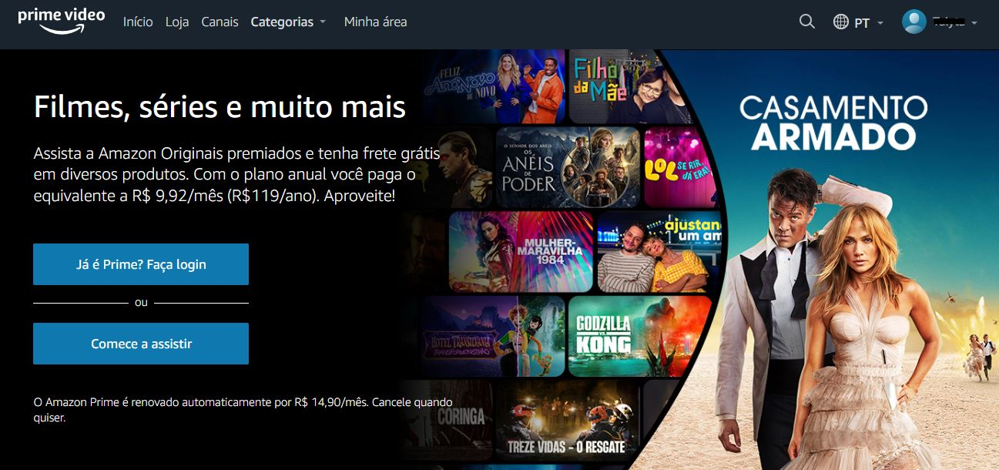 prime video
Início Loja Canais Categorias Minha área
PT
Filmes, séries e muito mais
Assista a Amazon Originais premiados e tenha frete grátis
em diversos produtos. Com o plano anual você paga o
equivalente a R$ 9,92/mês (R$119/ano). Aproveite!
Já é Prime? Faça login
ou
Comece a assistir
O Amazon Prime é renovado automaticamente por R$ 14,90/mês. Cancele quando
quiser.
FELIZ
AnoNovo
DE NOVO
Filho
da Mãe
O SENHOR DOS ANÉIS
OS
ANÉIS
DE
PODER
LOL
SE RIR,
JÁ ERA!
MULHER-
MARAVILHA
1984
ajustan
um am
HOTEL TRANSILVÂNIA
TRANSFORMONSTRÃO
GODZILLA
VS.
KONG
CORINGA
TREZE VIDAS - O RESGATE
CASAMENTO
ARMADO